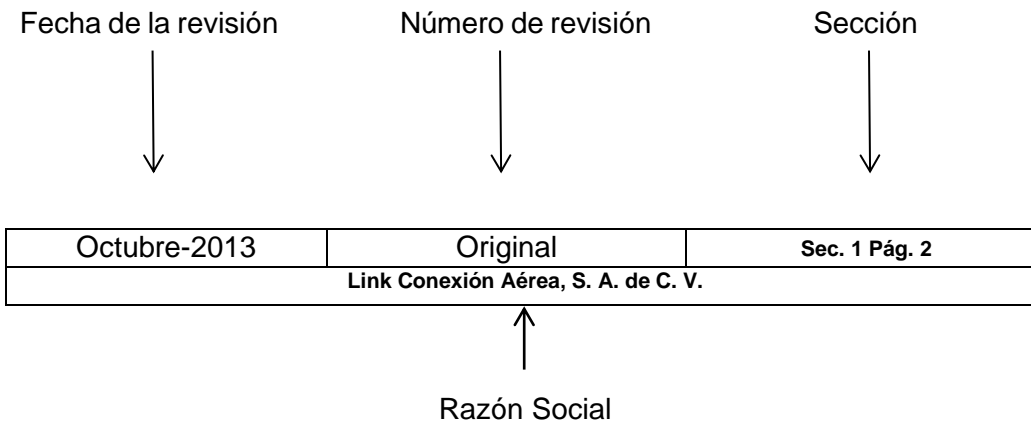 Fecha de la revisión Número de revisión Sección
Octubre-2013 Original Sec. 1 Pág. 2
Link Conexión Aérea, S. A. de C. V.
Razón Social